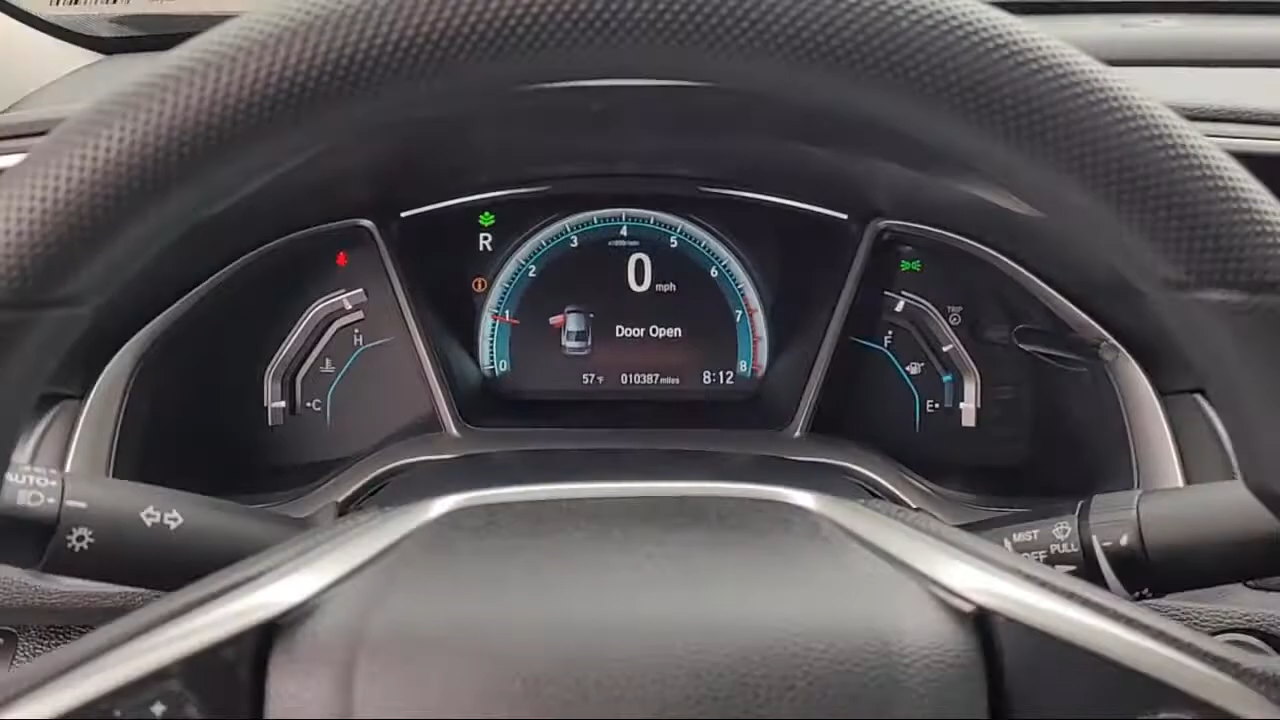 R
0 1 2 3 4 5 6 7 8
0 mph
Door Open
57°F 010387 miles 8:12
H
C
TRIP
F
E
AUTO
MIST
OFF PULL